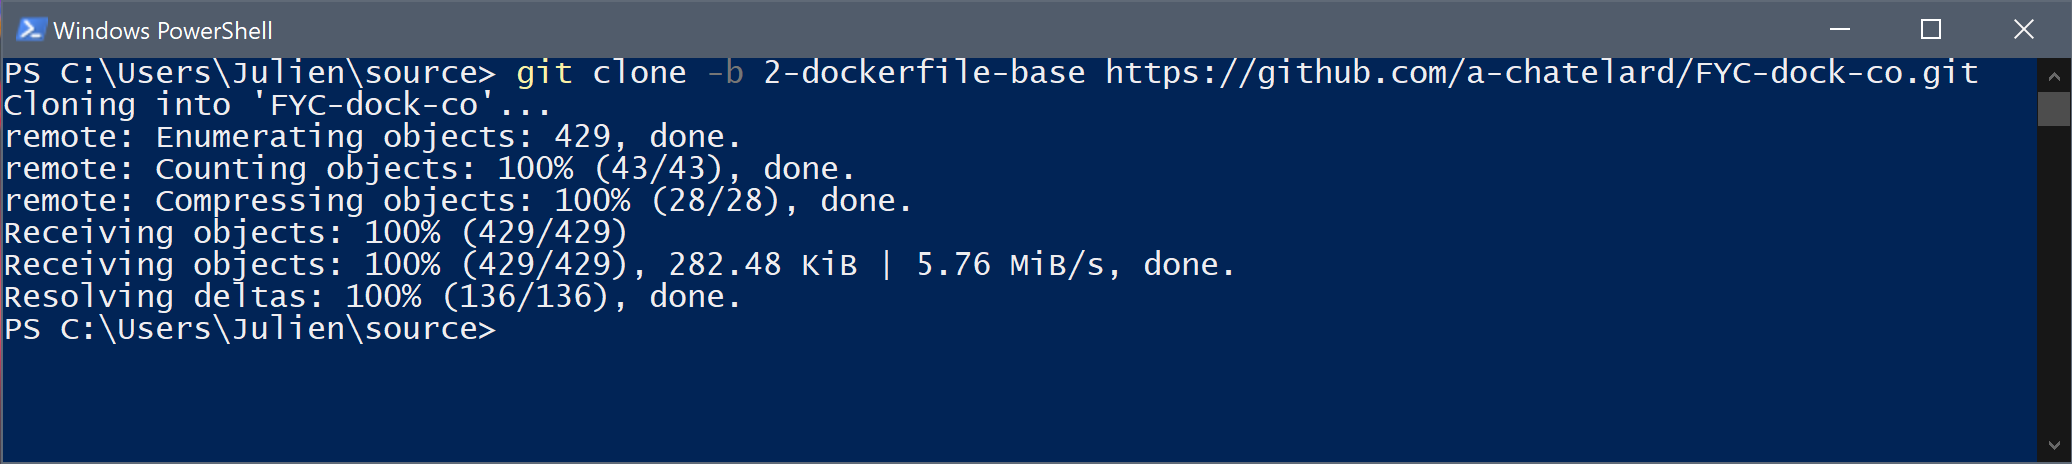 Windows PowerShell
PS C:\Users\Julien\source> git clone -b 2-dockerfile-base https://github.com/a-chatelard/FYC-dock-co.git
Cloning into 'FYC-dock-co'...
remote: Enumerating objects: 429, done.
remote: Counting objects: 100% (43/43), done.
remote: Compressing objects: 100% (28/28), done.
Receiving objects: 100% (429/429)
Receiving objects: 100% (429/429), 282.48 KiB | 5.76 MiB/s, done.
Resolving deltas: 100% (136/136), done.
PS C:\Users\Julien\source>